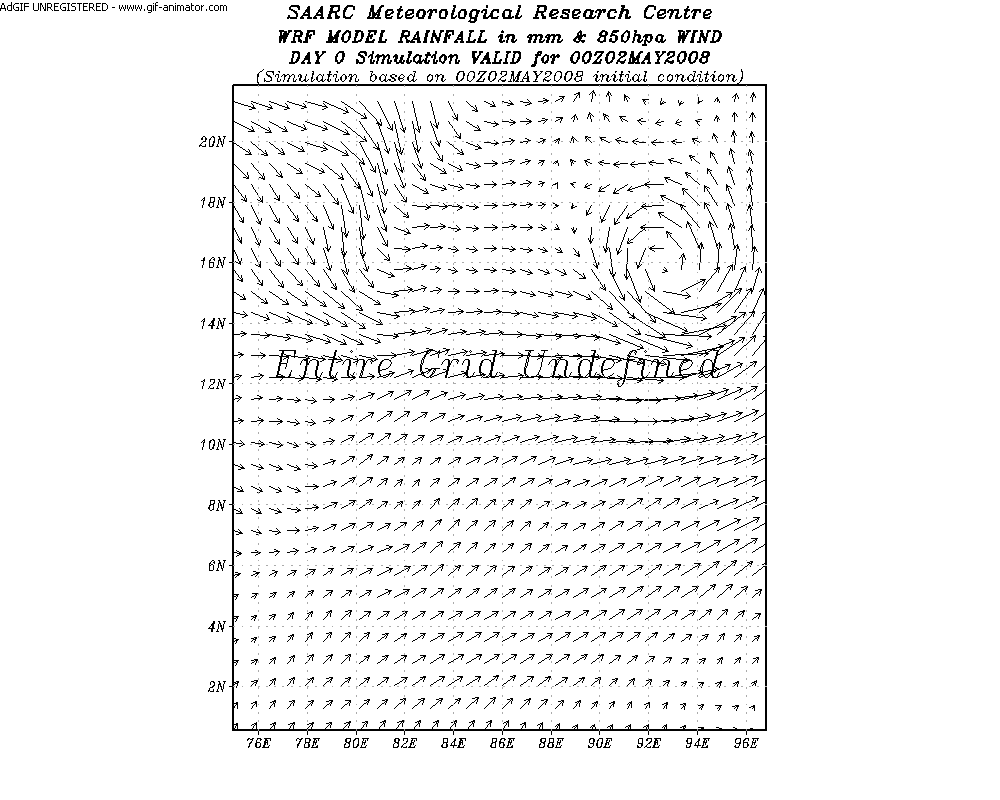 AdGIF UNREGISTERED - www.gif-animator.com
SAARC Meteorological Research Centre
WRF MODEL RAINFALL in mm & 850hpa WIND
DAY 0 Simulation VALID for 00Z02MAY2008
(Simulation based on 00Z02MAY2008 initial condition)
20N
18N
16N
14N
Entire Grid Undefined
12N
10N
8N
6N
4N
2N
76E 78E 80E 82E 84E 86E 88E 90E 92E 94E 96E